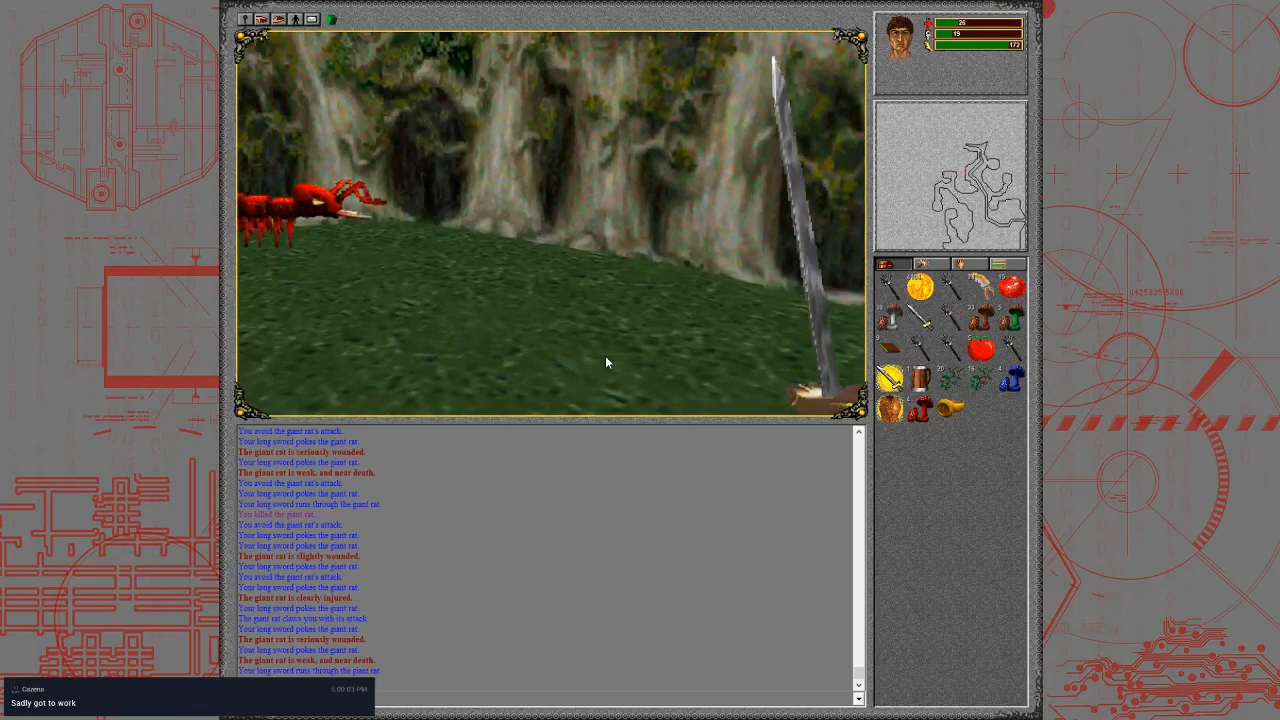 26
19
172
You avoid the giant rat's attack.
Your long sword pokes the giant rat.
The giant rat is seriously wounded.
Your long sword pokes the giant rat.
The giant rat is weak, and near death.
You avoid the giant rat's attack.
Your long sword pokes the giant rat.
Your long sword runs through the giant rat.
You killed the giant rat.
You avoid the giant rat's attack.
Your long sword pokes the giant rat.
Your long sword pokes the giant rat.
The giant rat is slightly wounded.
Your long sword pokes the giant rat.
You avoid the giant rat's attack.
Your long sword pokes the giant rat.
The giant rat is clearly injured.
Your long sword pokes the giant rat.
The giant rat claws you with its attack.
Your long sword pokes the giant rat.
The giant rat is seriously wounded.
Your long sword pokes the giant rat.
The giant rat is weak, and near death.
Your long sword runs through the giant rat.
Cazena 5:00:03 PM
Sadly got to work